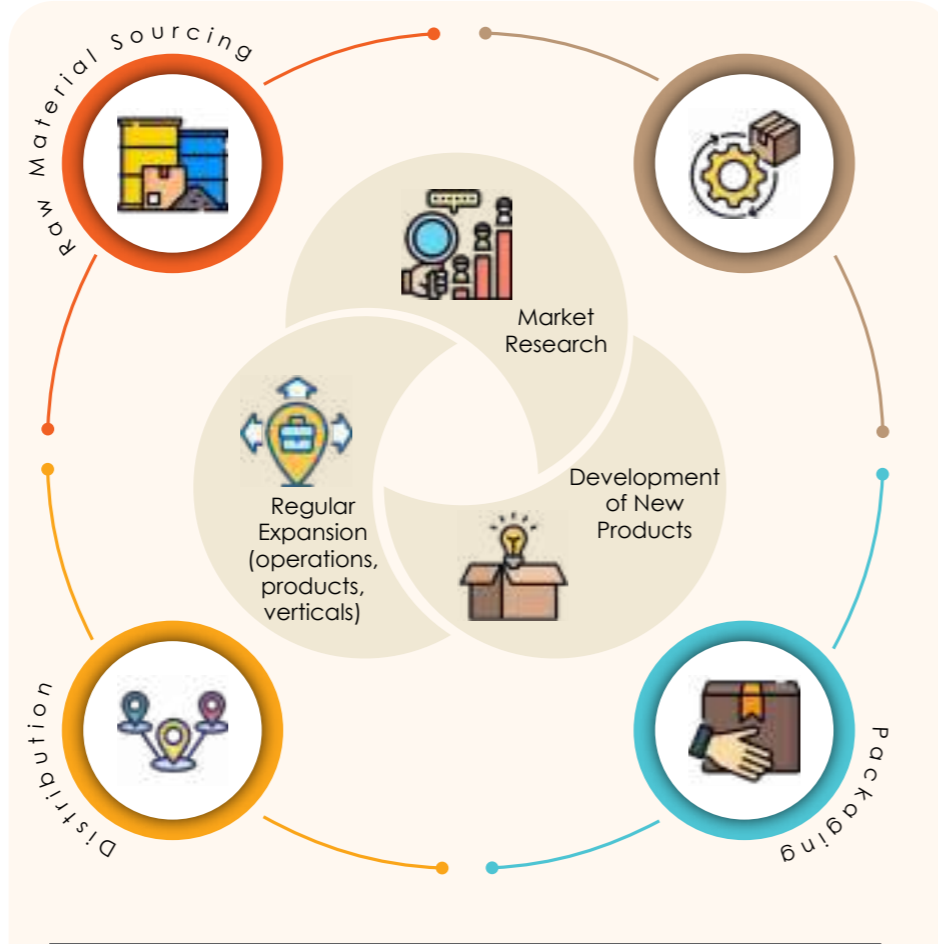 Raw Material Sourcing
Market
Research
Development
of New
Products
Regular
Expansion
(operations,
products,
verticals)
Distribution
Packaging